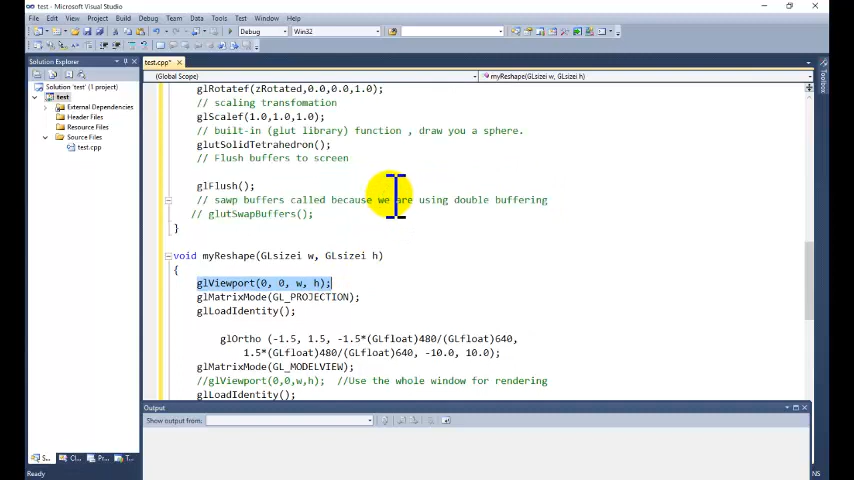 test - Microsoft Visual Studio
File Edit View Project Build Debug Team Data Tools Test Window Help
Debug Win32
Solution Explorer
test.cpp*
(Global Scope) myReshape(GLsizei w, GLsizei h)
Toolbox
Solution 'test' (1 project)
test
External Dependencies
Header Files
Resource Files
Source Files
test.cpp
glRotatef(zRotated,0.0,0.0,1.0);
// scaling transfomation
glScalef(1.0,1.0,1.0);
// built-in (glut library) function , draw you a sphere.
glutSolidTetrahedron();
// Flush buffers to screen
glFlush();
// sawp buffers called because we are using double buffering
// glutSwapBuffers();
}
void myReshape(GLsizei w, GLsizei h)
{
glViewport(0, 0, w, h);
glMatrixMode(GL_PROJECTION);
glLoadIdentity();
glOrtho (-1.5, 1.5, -1.5*(GLfloat)480/(GLfloat)640,
1.5*(GLfloat)480/(GLfloat)640, -10.0, 10.0);
glMatrixMode(GL_MODELVIEW);
//glViewport(0,0,w,h); //Use the whole window for rendering
glLoadIdentity();
Output
Show output from:
S... Cl... Pr... T...
Ready